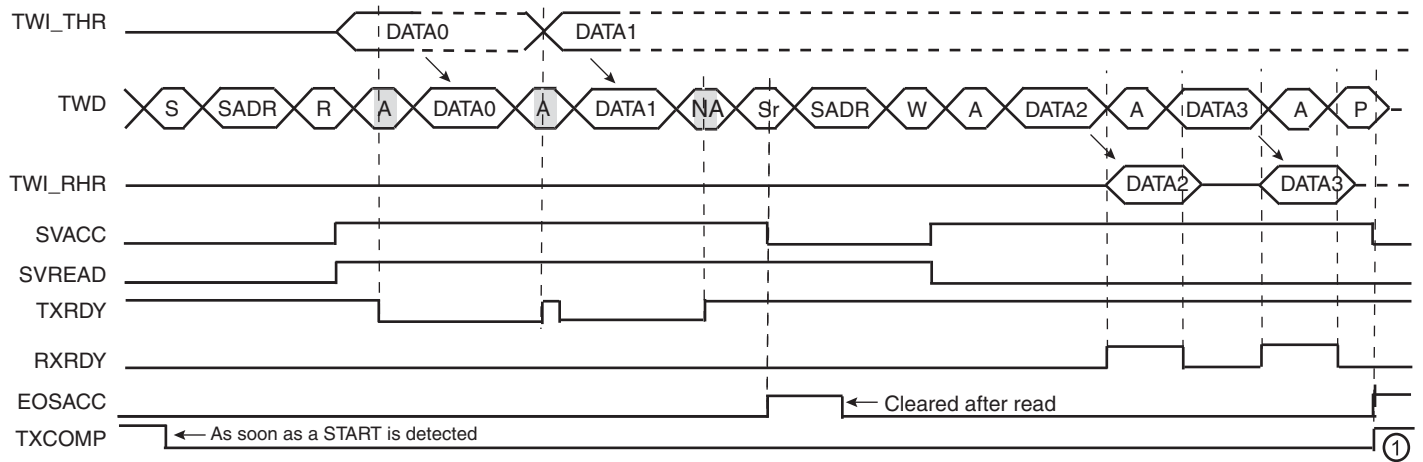 TWI_THR DATA0 DATA1
TWD S SADR R A DATA0 A DATA1 NA Sr SADR W A DATA2 A DATA3 A P
TWI_RHR DATA2 DATA3
SVACC
SVREAD
TXRDY
RXRDY
EOSACC Cleared after read
TXCOMP As soon as a START is detected 1